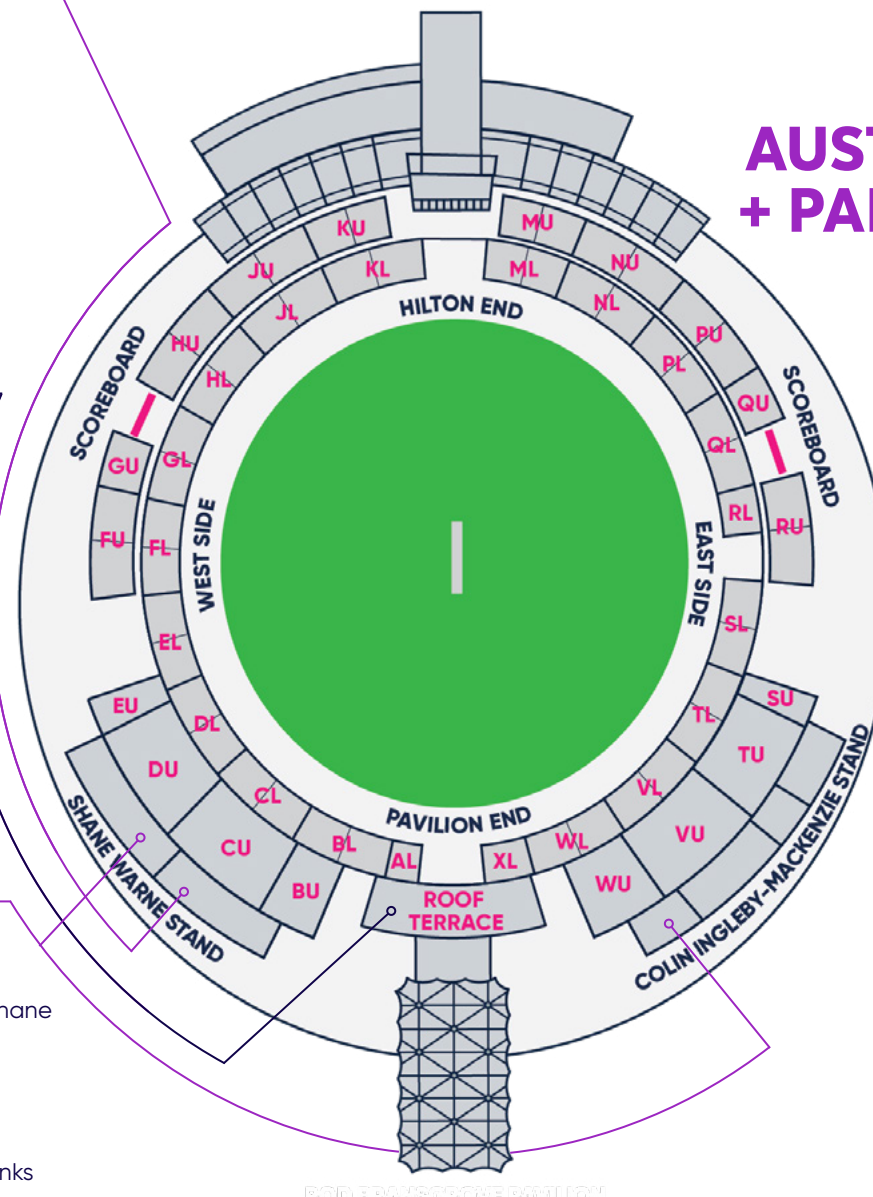 AUST
+ PA
KU
MU
JU
KL
ML
NU
JL
NL
HU
PU
HL
PL
HILTON END
SCOREBOARD
SCOREBOARD
QU
GU
GL
QL
FU
FL
RL
RU
WEST SIDE
EAST SIDE
EL
SL
EU
SU
DL
TL
DU
TU
CL
VL
PAVILION END
CU
BL
AL
XL
WL
VU
BU
WU
ROOF
TERRACE
SHANE WARNE STAND
COLIN INGLEBY-MACKENZIE STAND
hane
nks